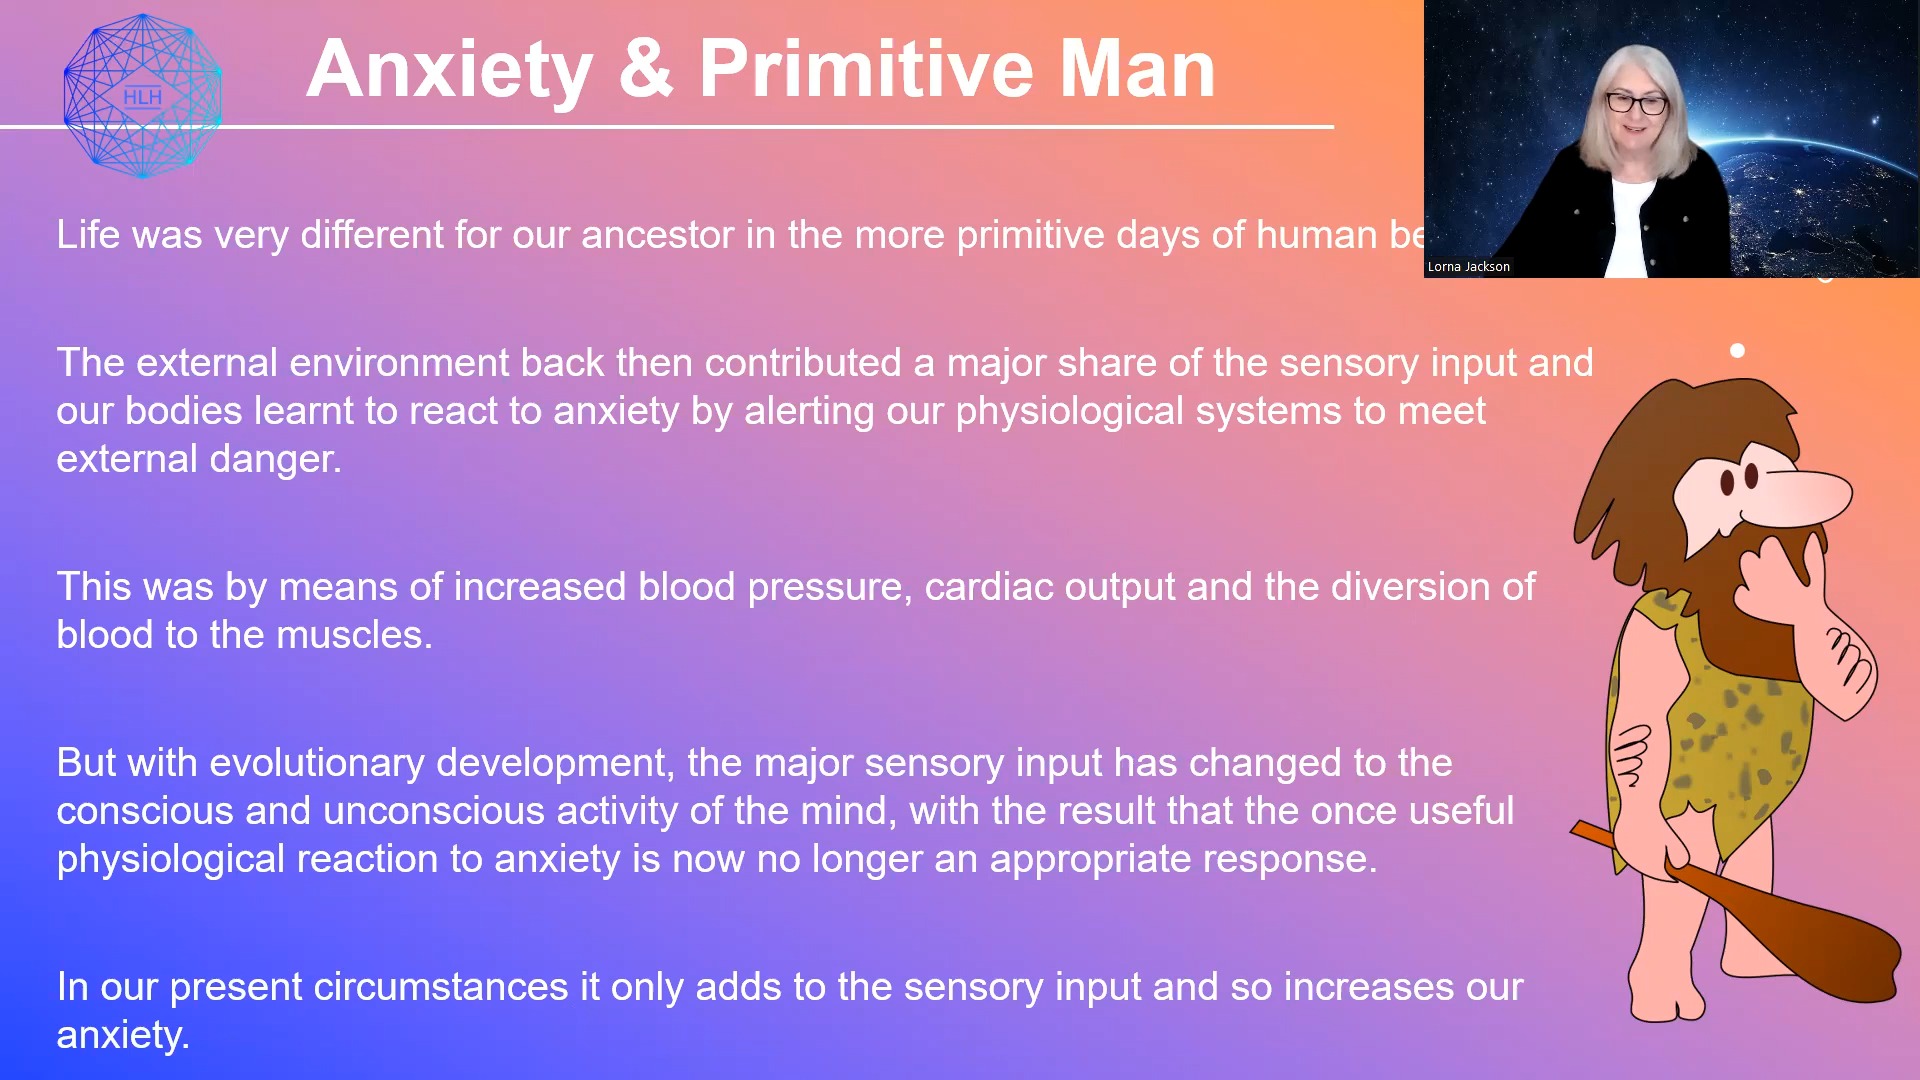 HLH
Anxiety & Primitive Man
Life was very different for our ancestor in the more primitive days of human
Lorna Jackson
The external environment back then contributed a major share of the sensory input and
our bodies learnt to react to anxiety by alerting our physiological systems to meet
external danger.
This was by means of increased blood pressure, cardiac output and the diversion of
blood to the muscles.
But with evolutionary development, the major sensory input has changed to the
conscious and unconscious activity of the mind, with the result that the once useful
physiological reaction to anxiety is now no longer an appropriate response.
In our present circumstances it only adds to the sensory input and so increases our
anxiety.